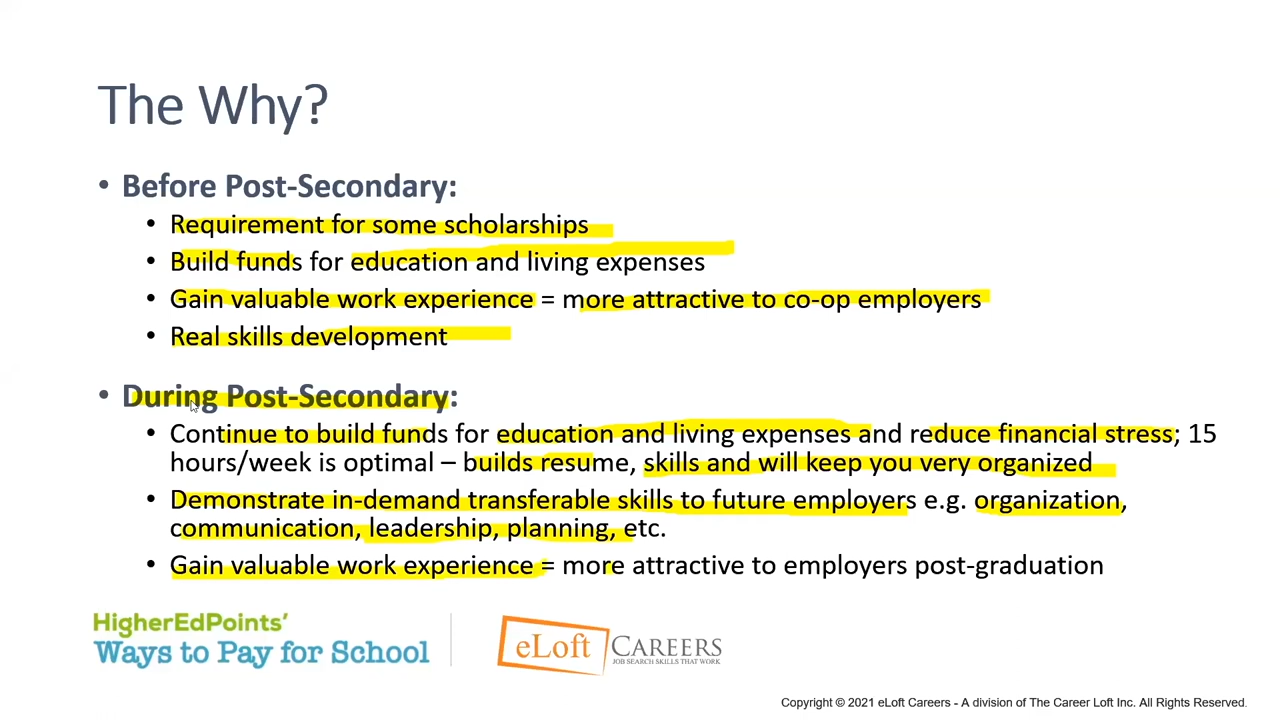 The Why?
• Before Post-Secondary:
• Requirement for some scholarships
• Build funds for education and living expenses
• Gain valuable work experience = more attractive to co-op employers
• Real skills development
• During Post-Secondary:
• Continue to build funds for education and living expenses and reduce financial stress; 15
hours/week is optimal – builds resume, skills and will keep you very organized
• Demonstrate in-demand transferable skills to future employers e.g. organization,
communication, leadership, planning, etc.
• Gain valuable work experience = more attractive to employers post-graduation
HigherEdPoints'
Ways to Pay for School
eLoft CAREERS
JOB SEARCH SKILLS THAT WORK
Copyright © 2021 eLoft Careers - A division of The Career Loft Inc. All Rights Reserved.